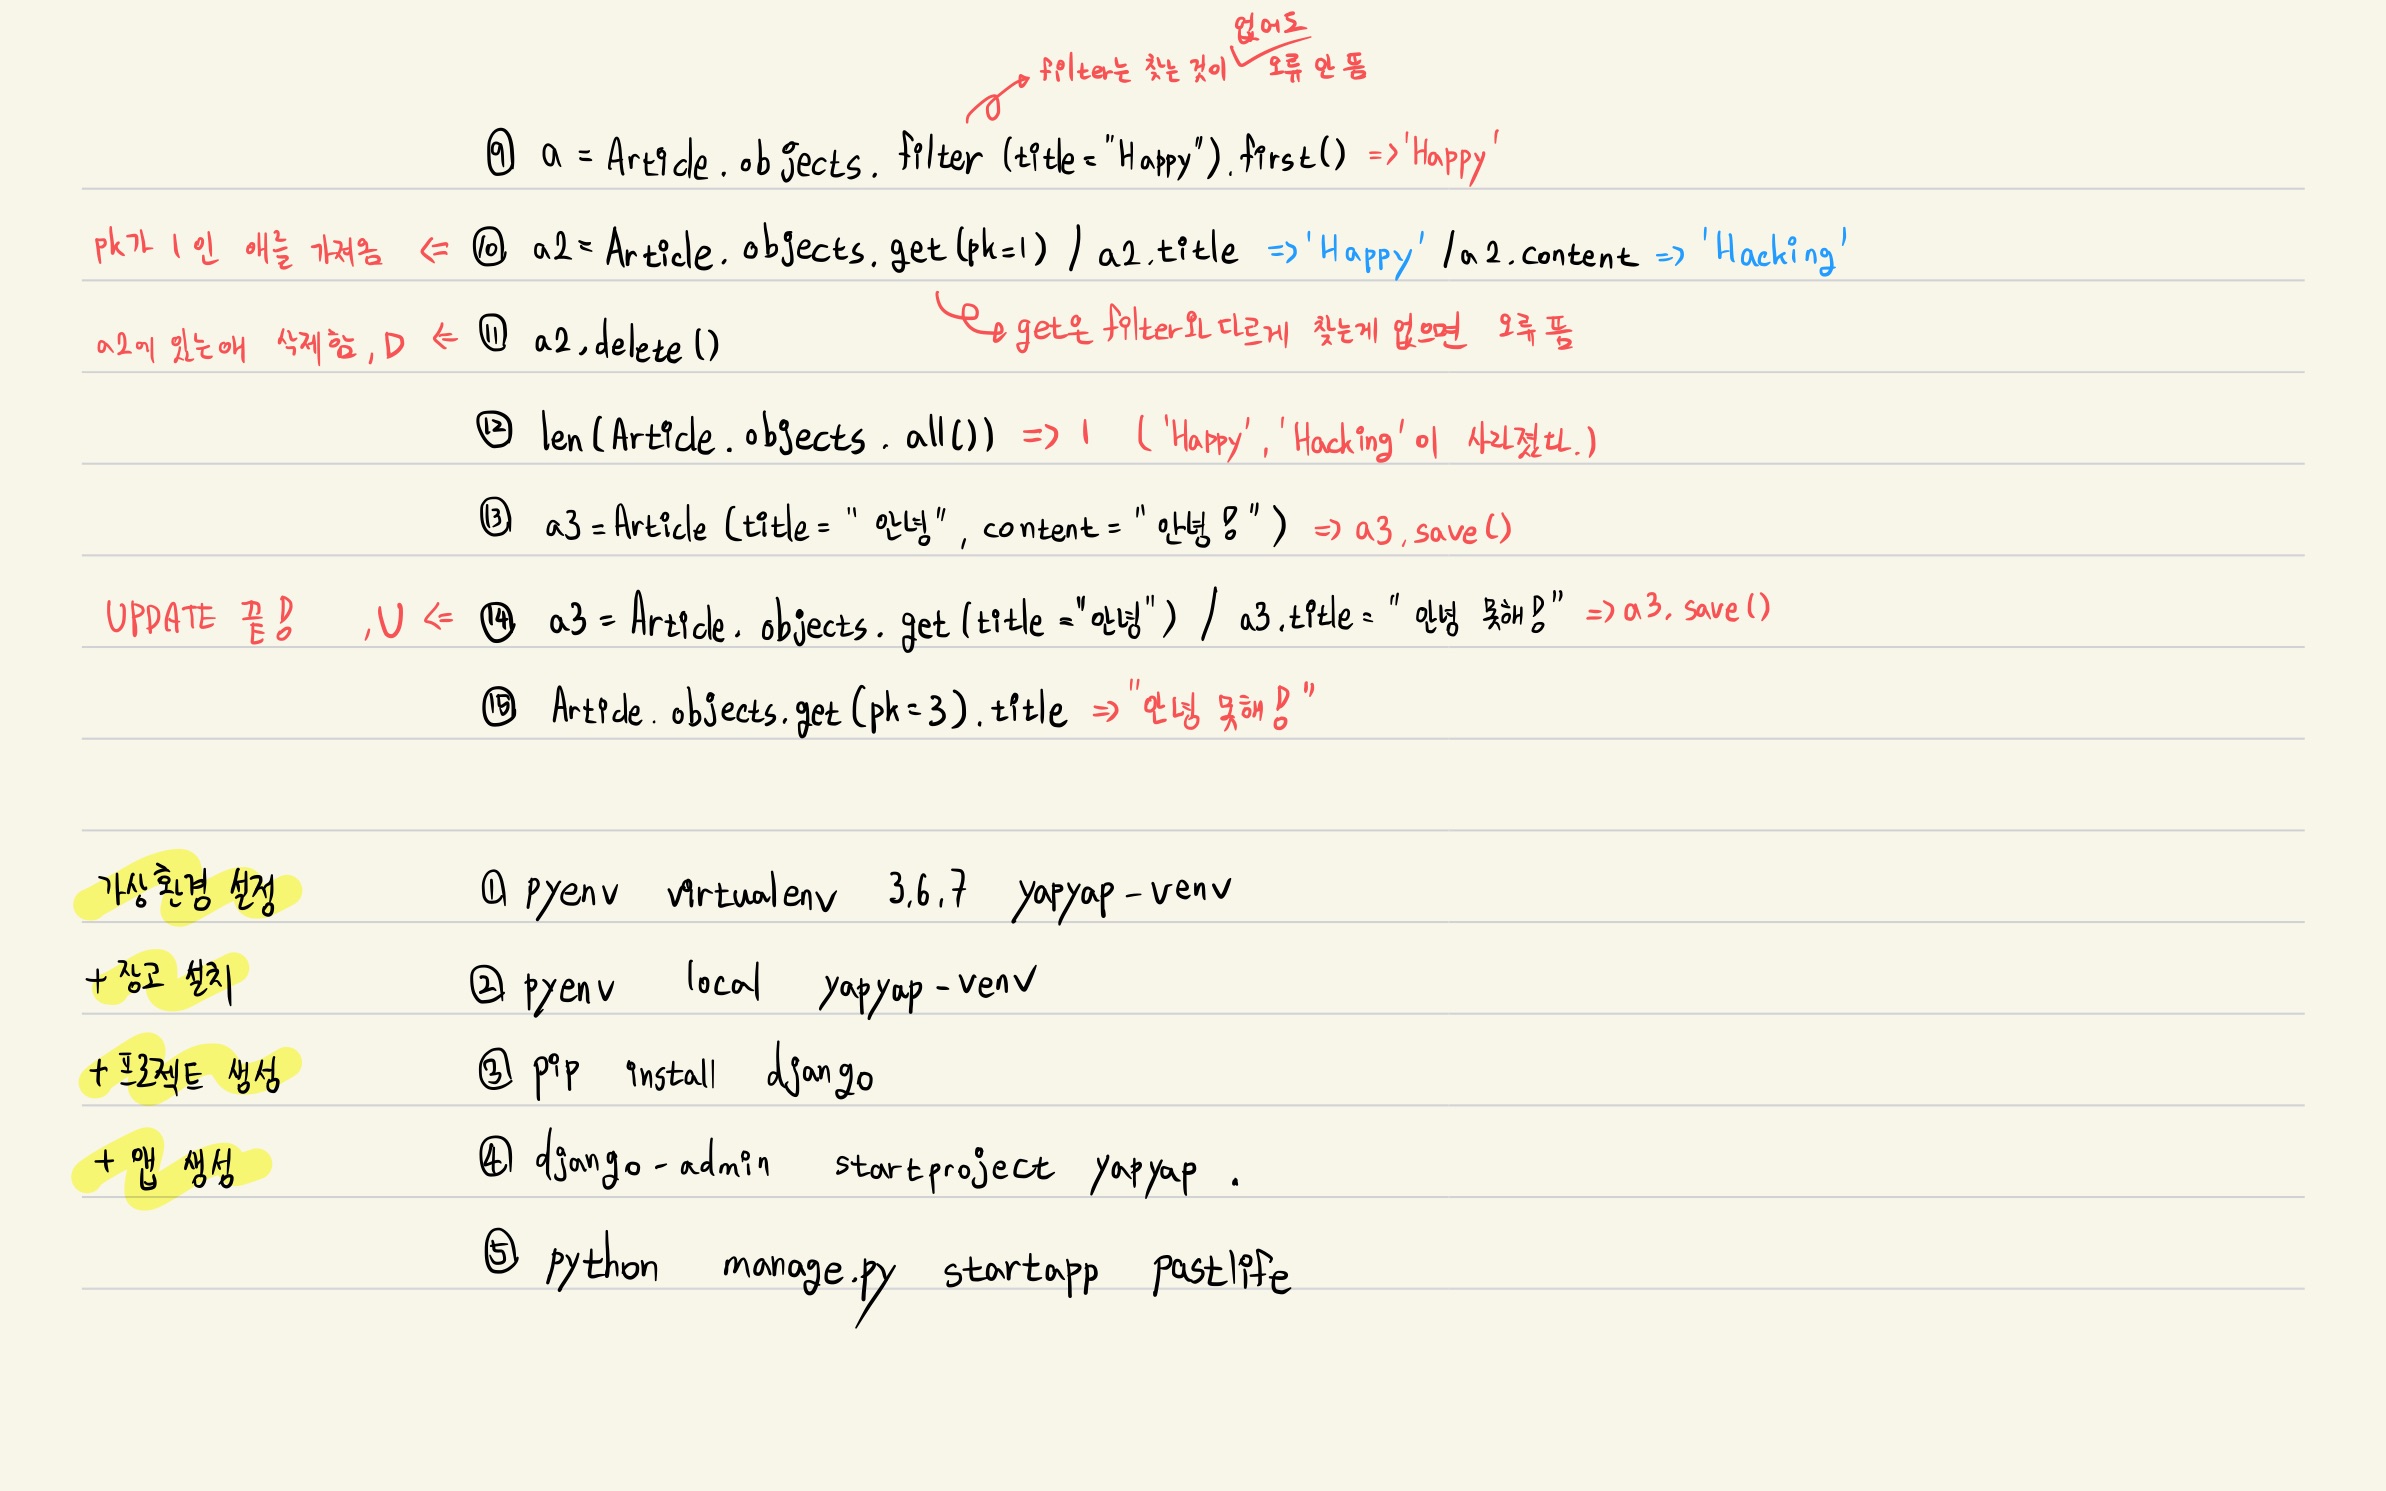 없어도
filter는 찾는 것이 오류 안 뜸
⑨ a = Article.objects.filter(title="Happy").first() => 'Happy'
pk가 1인 애를 가져옴 <= ⑩ a2 = Article.objects.get(pk=1) / a2.title => 'Happy' / a2.content => 'Hacking'
get은 filter와 다르게 찾는게 없으면 오류 뜸
a2에 있는애 삭제함, D <= ⑪ a2.delete()
⑫ len(Article.objects.all()) => 1 ('Happy', 'Hacking'이 사라졌다.)
⑬ a3 = Article(title="안녕", content="안녕!") => a3.save()
UPDATE 끝! , U <= ⑭ a3 = Article.objects.get(title="안녕") / a3.title = "안녕 못해!" => a3.save()
⑮ Article.objects.get(pk=3).title => "안녕 못해!"
가상환경 설정 ① pyenv virtualenv 3.6.7 yapyap-venv
+ 장고 설치 ② pyenv local yapyap-venv
+ 프로젝트 생성 ③ pip install django
+ 앱 생성 ④ django-admin startproject yapyap .
⑤ python manage.py startapp pastlife